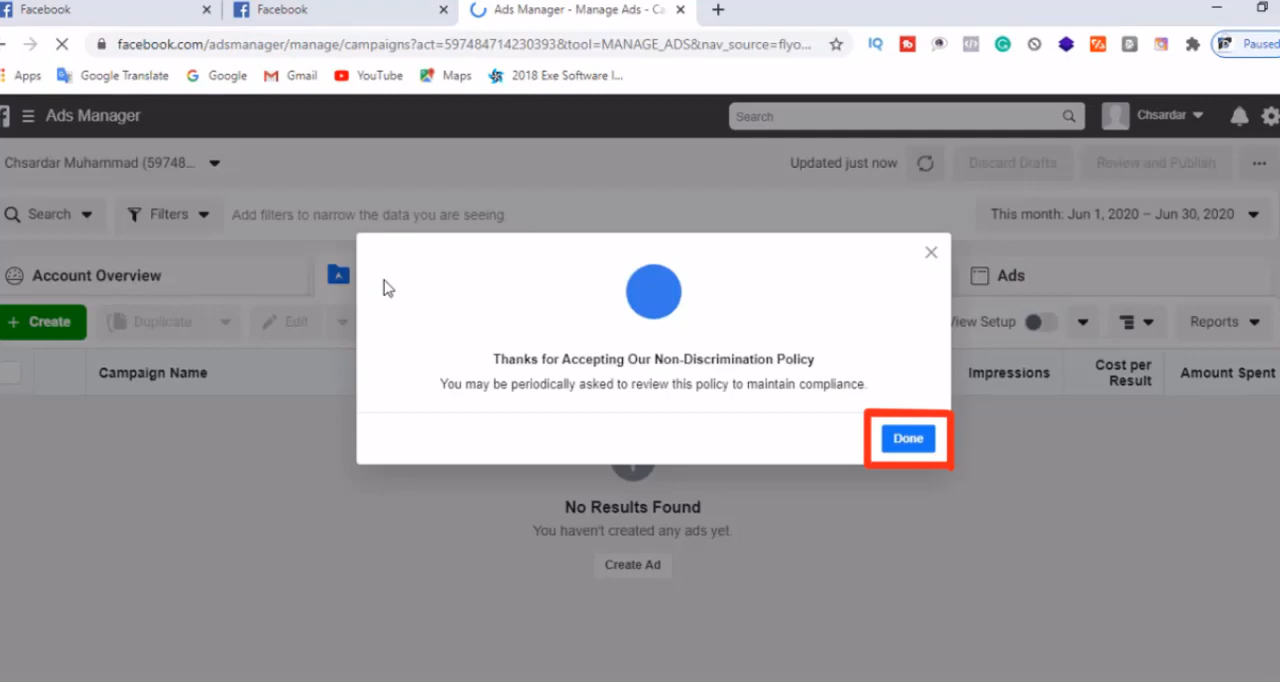 Facebook
Facebook
Ads Manager - Manage Ads - Ca
facebook.com/adsmanager/manage/campaigns?act=597484714230393&tool=MANAGE_ADS&nav_source=flyo...
Paused
Apps
Google Translate
Google
Gmail
YouTube
Maps
2018 Exe Software I...
Ads Manager
Search
Chsardar
Chsardar Muhammad (59748...
Updated just now
Discard Drafts
Review and Publish
Search
Filters
Add filters to narrow the data you are seeing
This month: Jun 1, 2020 – Jun 30, 2020
Account Overview
Ads
Thanks for Accepting Our Non-Discrimination Policy
You may be periodically asked to review this policy to maintain compliance.
Done
+ Create
Duplicate
Edit
View Setup
Reports
Campaign Name
Impressions
Cost per
Result
Amount Spent
No Results Found
You haven't created any ads yet.
Create Ad